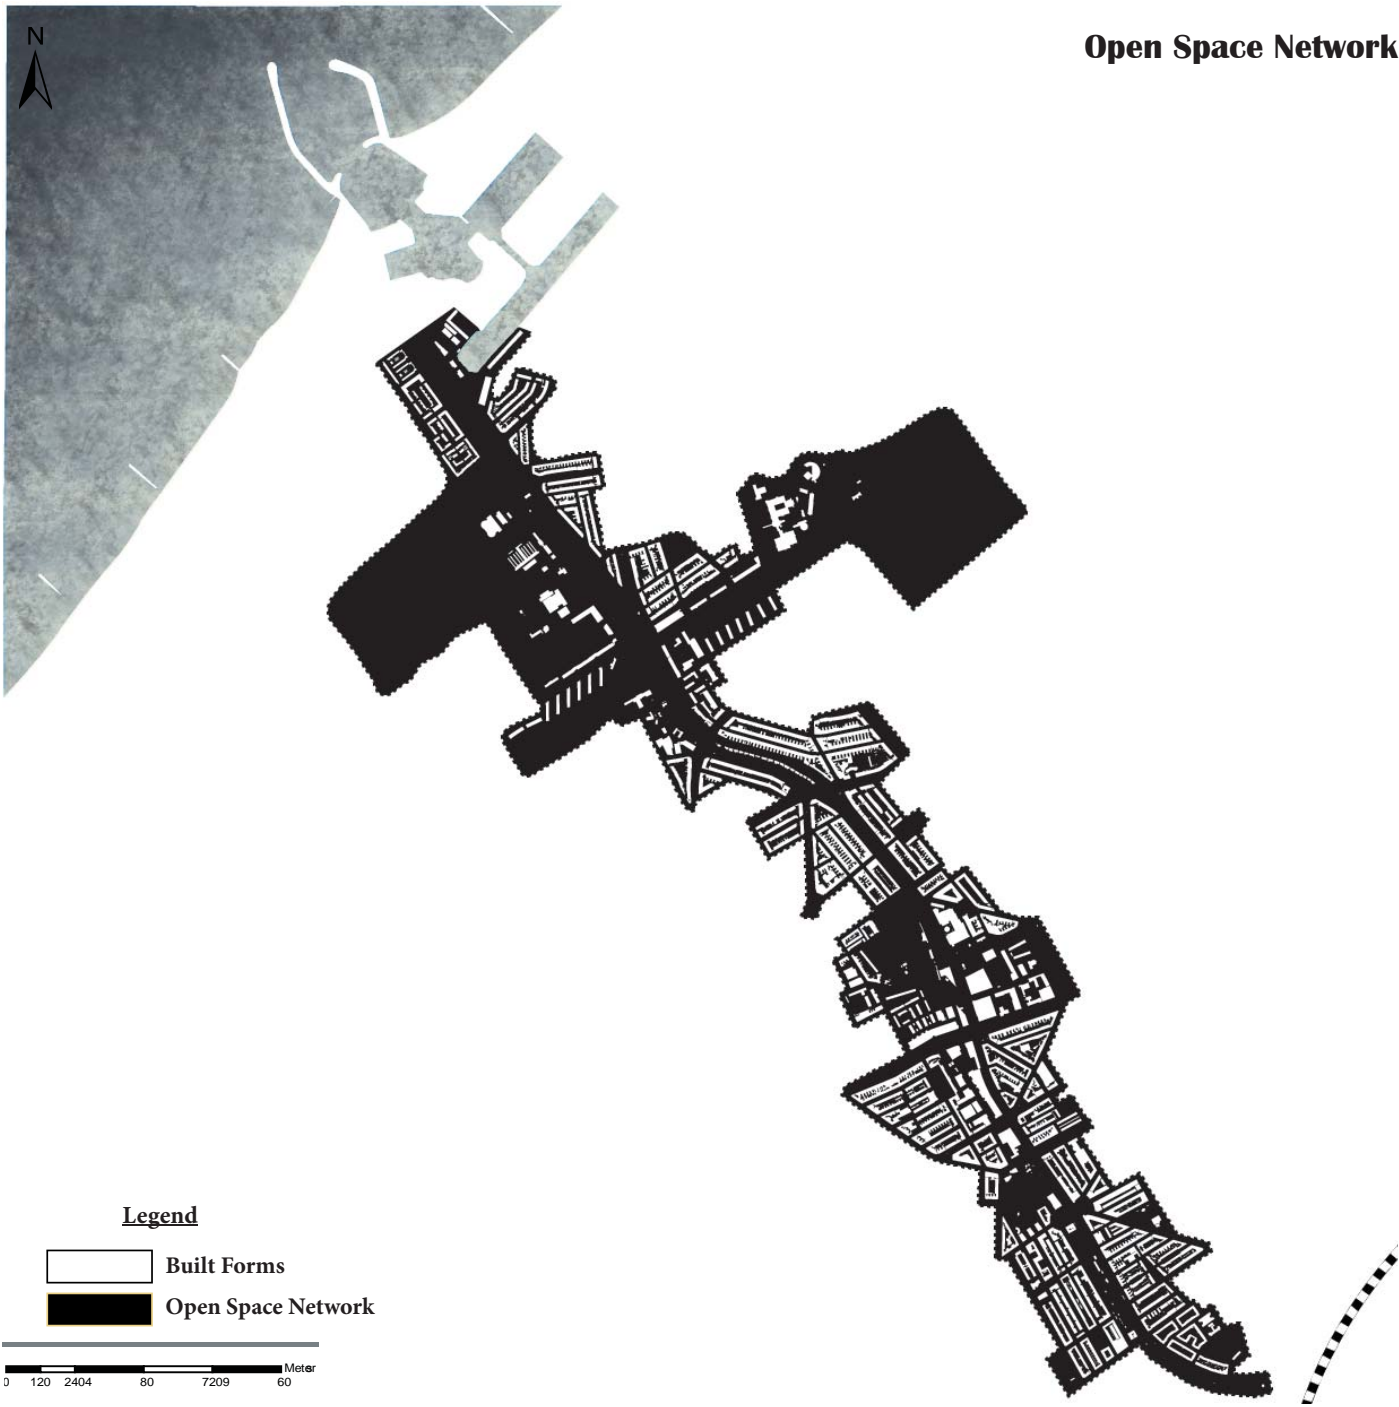 N
Open Space Network
Legend
Built Forms
Open Space Network
Meter
0 120 2404 80 7209 60